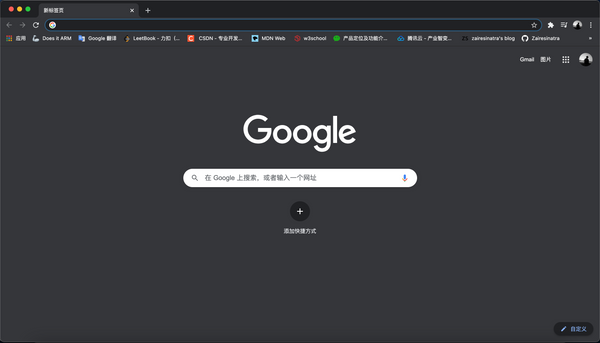 新标签页
应用 Does it ARM Google 翻译 LeetBook - 力扣（... CSDN - 专业开发... MDN Web w3school 产品定位及功能介... 腾讯云 - 产业智变... zairesinatra's blog Zairesinatra »
Gmail 图片
Google
在 Google 上搜索，或者输入一个网址
添加快捷方式
自定义